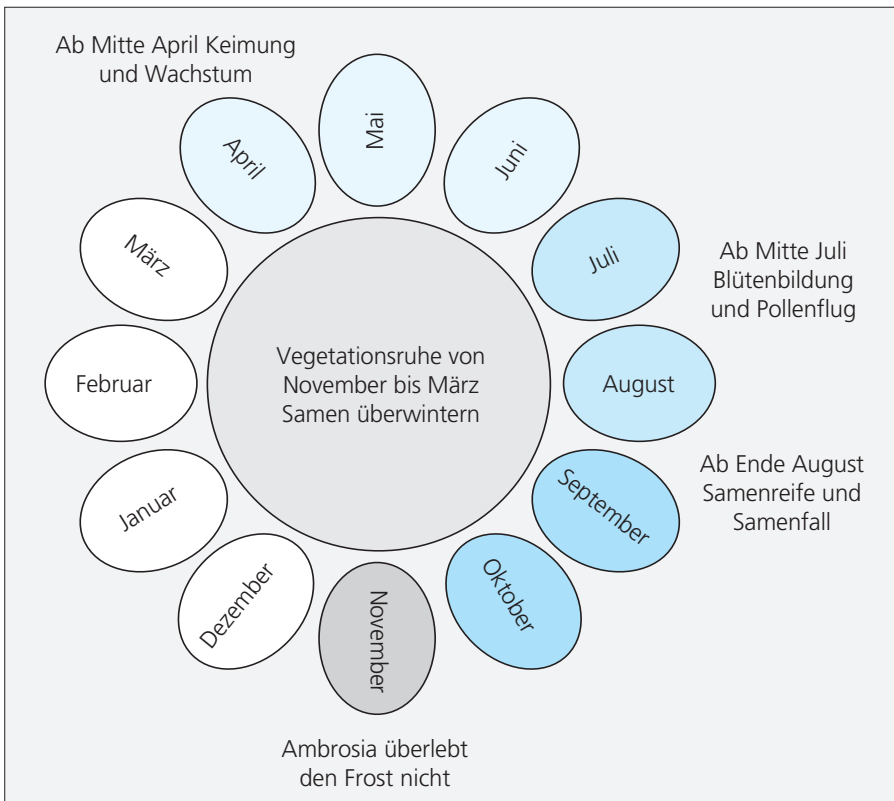 Ab Mitte April Keimung
und Wachstum
Mai
April
Juni
März
Juli
Ab Mitte Juli
Blütenbildung
und Pollenflug
Vegetationsruhe von
November bis März
Samen überwintern
Februar
August
Ab Ende August
Samenreife und
Samenfall
Januar
September
Dezember
November
Oktober
Ambrosia überlebt
den Frost nicht